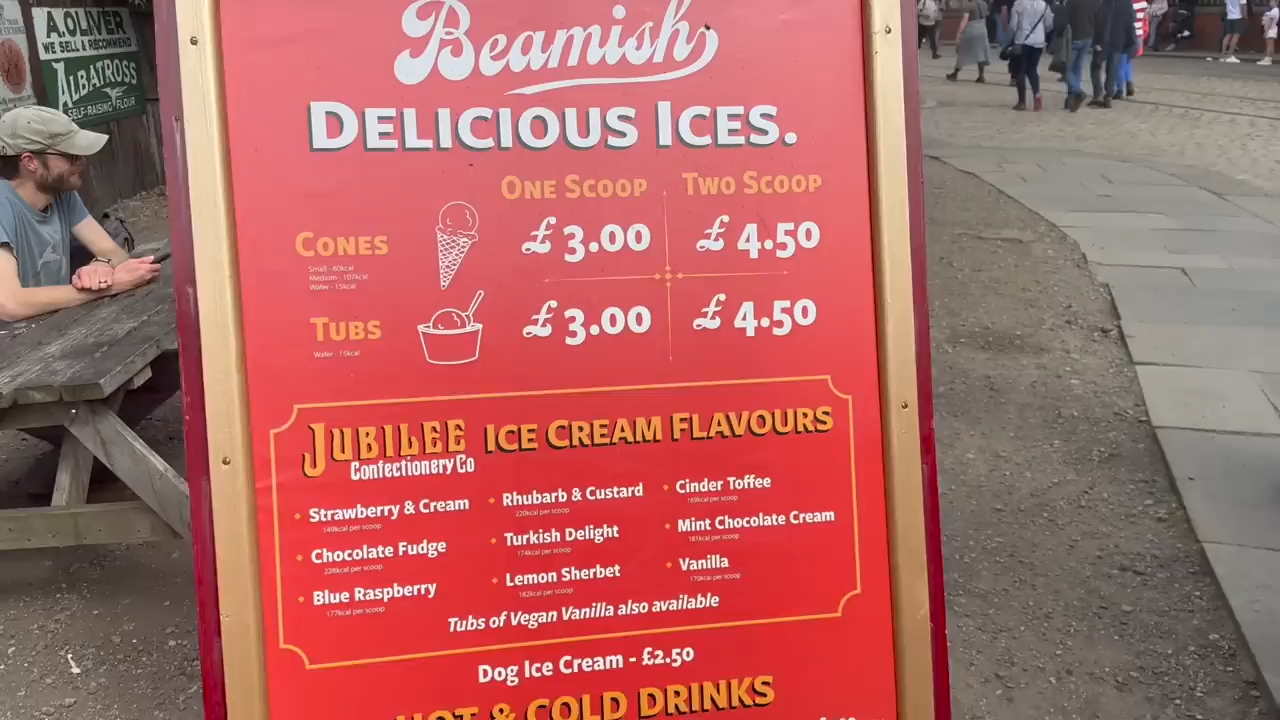 A. OLIVER
WE SELL & RECOMMEND
ALBATROSS
SELF-RAISING FLOUR
Beamish
DELICIOUS ICES.
ONE SCOOP TWO SCOOP
CONES £3.00 £4.50
Small - 60kcal
Medium - 107kcal
Wafer - 15kcal
TUBS £3.00 £4.50
Wafer - 15kcal
JUBILEE ICE CREAM FLAVOURS
Confectionery Co
Strawberry & Cream
149kcal per scoop
Chocolate Fudge
228kcal per scoop
Blue Raspberry
177kcal per scoop
Rhubarb & Custard
220kcal per scoop
Turkish Delight
174kcal per scoop
Lemon Sherbet
182kcal per scoop
Cinder Toffee
169kcal per scoop
Mint Chocolate Cream
181kcal per scoop
Vanilla
170kcal per scoop
Tubs of Vegan Vanilla also available
Dog Ice Cream - £2.50
HOT & COLD DRINKS